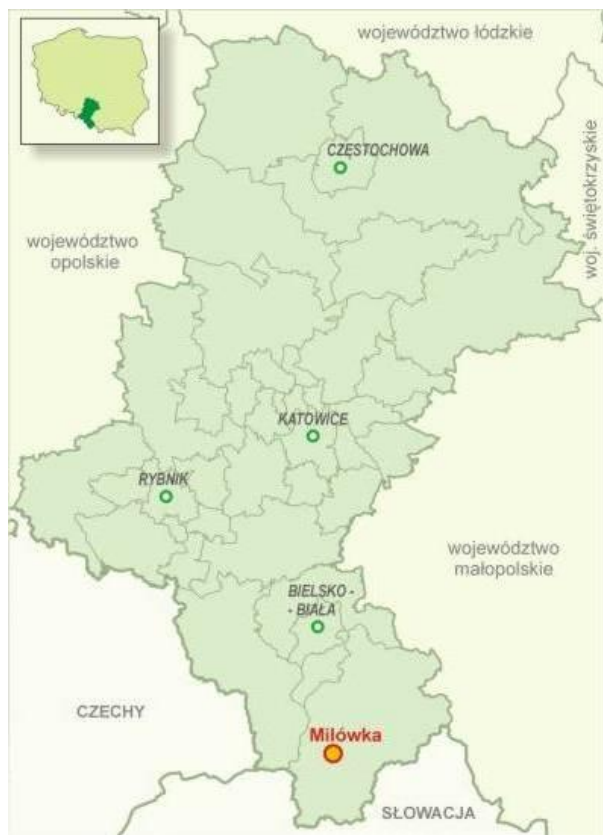 województwo łódzkie
CZĘSTOCHOWA
woj. świętokrzyskie
województwo
opolskie
KATOWICE
RYBNIK
województwo
małopolskie
BIELSKO -
- BIAŁA
CZECHY
Milówka
SŁOWACJA